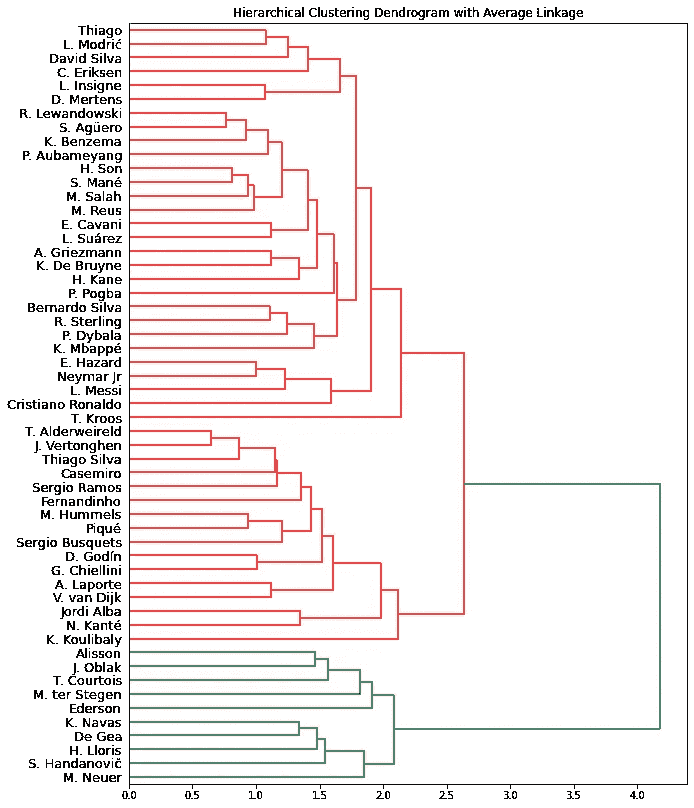 Hierarchical Clustering Dendrogram with Average Linkage
Thiago
L. Modrić
David Silva
C. Eriksen
L. Insigne
D. Mertens
R. Lewandowski
S. Agüero
K. Benzema
P. Aubameyang
H. Son
S. Mané
M. Salah
M. Reus
E. Cavani
L. Suárez
A. Griezmann
K. De Bruyne
H. Kane
P. Pogba
Bernardo Silva
R. Sterling
P. Dybala
K. Mbappé
E. Hazard
Neymar Jr
L. Messi
Cristiano Ronaldo
T. Kroos
T. Alderweireld
J. Vertonghen
Thiago Silva
Casemiro
Sergio Ramos
Fernandinho
M. Hummels
Piqué
Sergio Busquets
D. Godín
G. Chiellini
A. Laporte
V. van Dijk
Jordi Alba
N. Kanté
K. Koulibaly
Alisson
J. Oblak
T. Courtois
M. ter Stegen
Ederson
K. Navas
De Gea
H. Lloris
S. Handanovič
M. Neuer
0.0 0.5 1.0 1.5 2.0 2.5 3.0 3.5 4.0